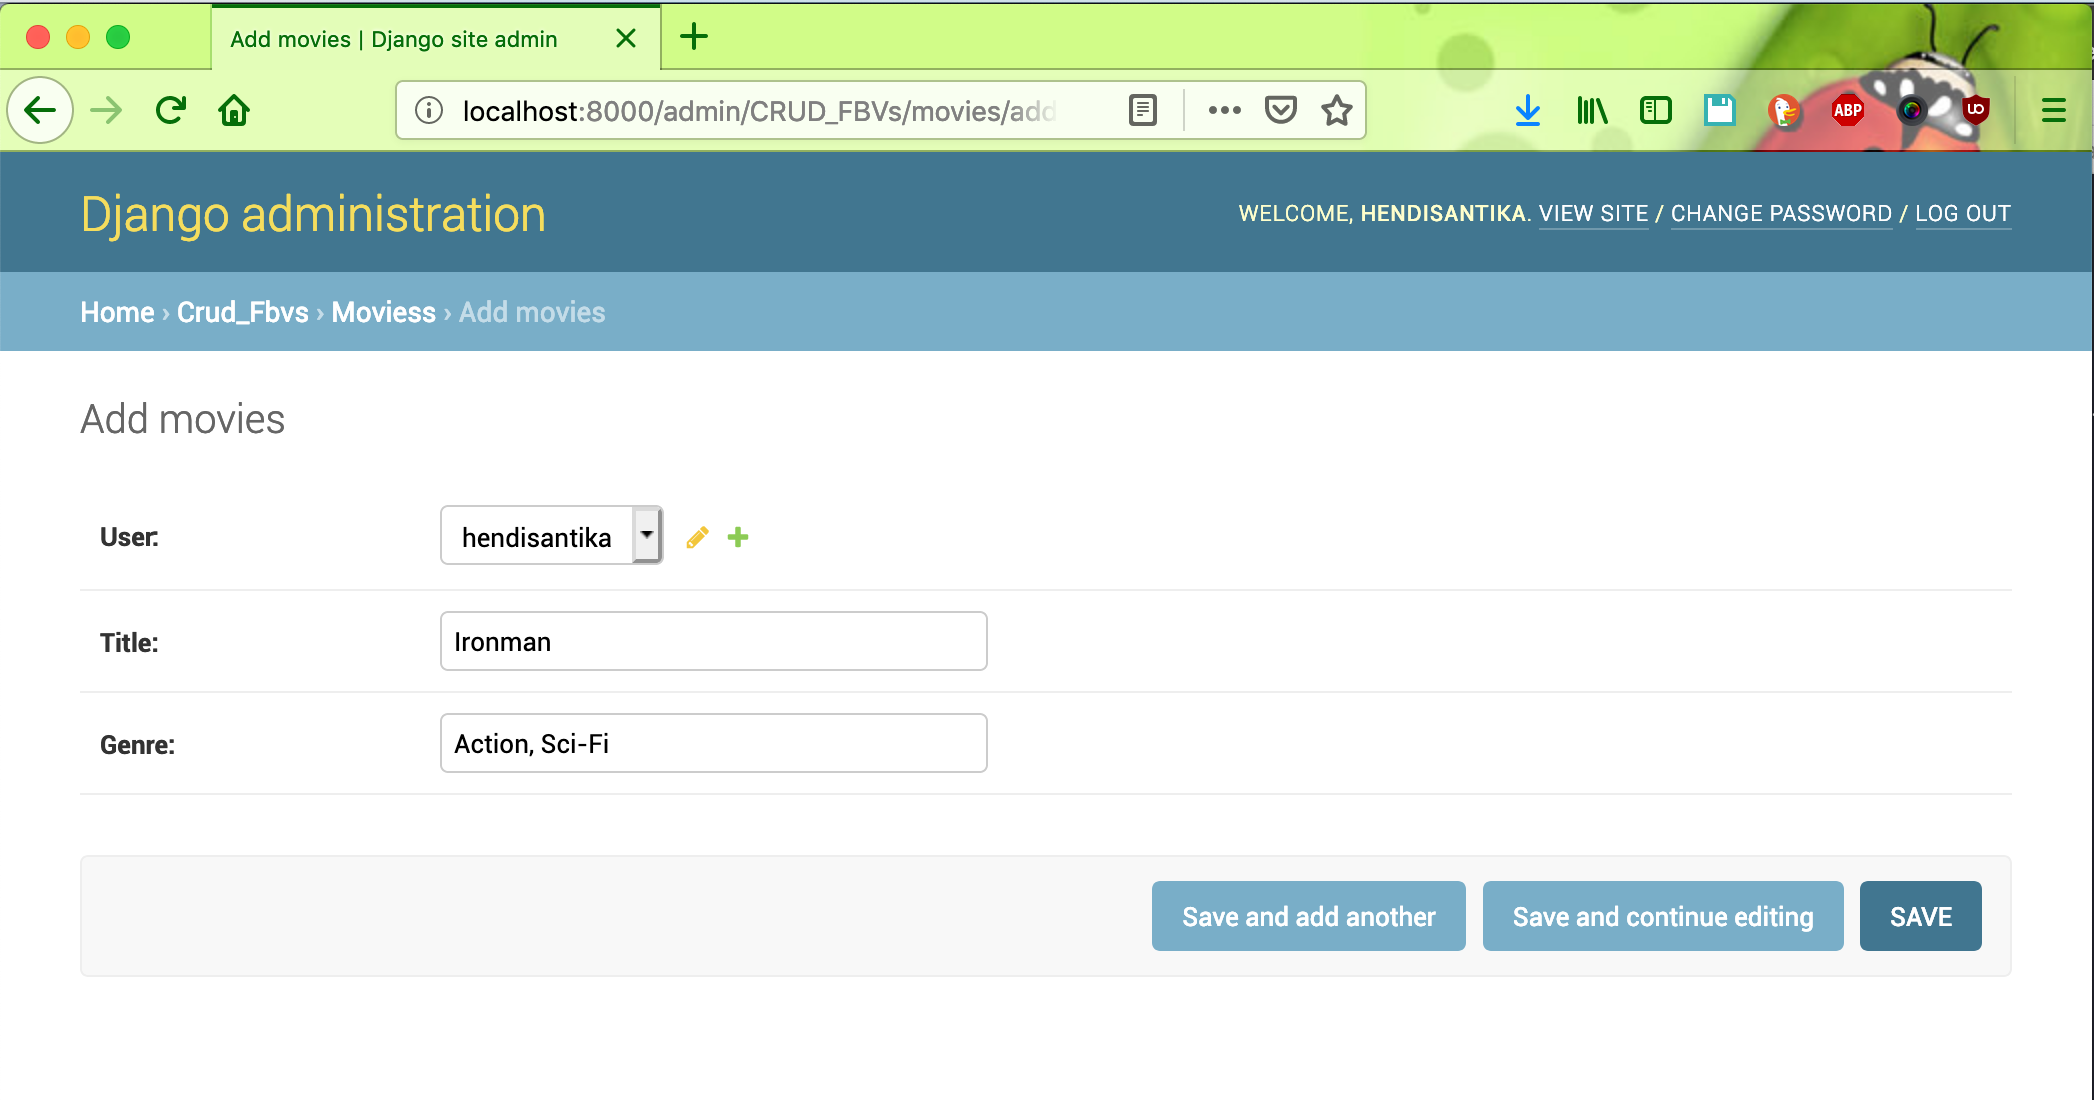 Add movies | Django site admin
localhost:8000/admin/CRUD_FBVs/movies/add
ABP
Django administration
WELCOME, HENDISANTIKA. VIEW SITE / CHANGE PASSWORD / LOG OUT
Home › Crud_Fbvs › Moviess › Add movies
Add movies
User: hendisantika
Title: Ironman
Genre: Action, Sci-Fi
Save and add another Save and continue editing SAVE